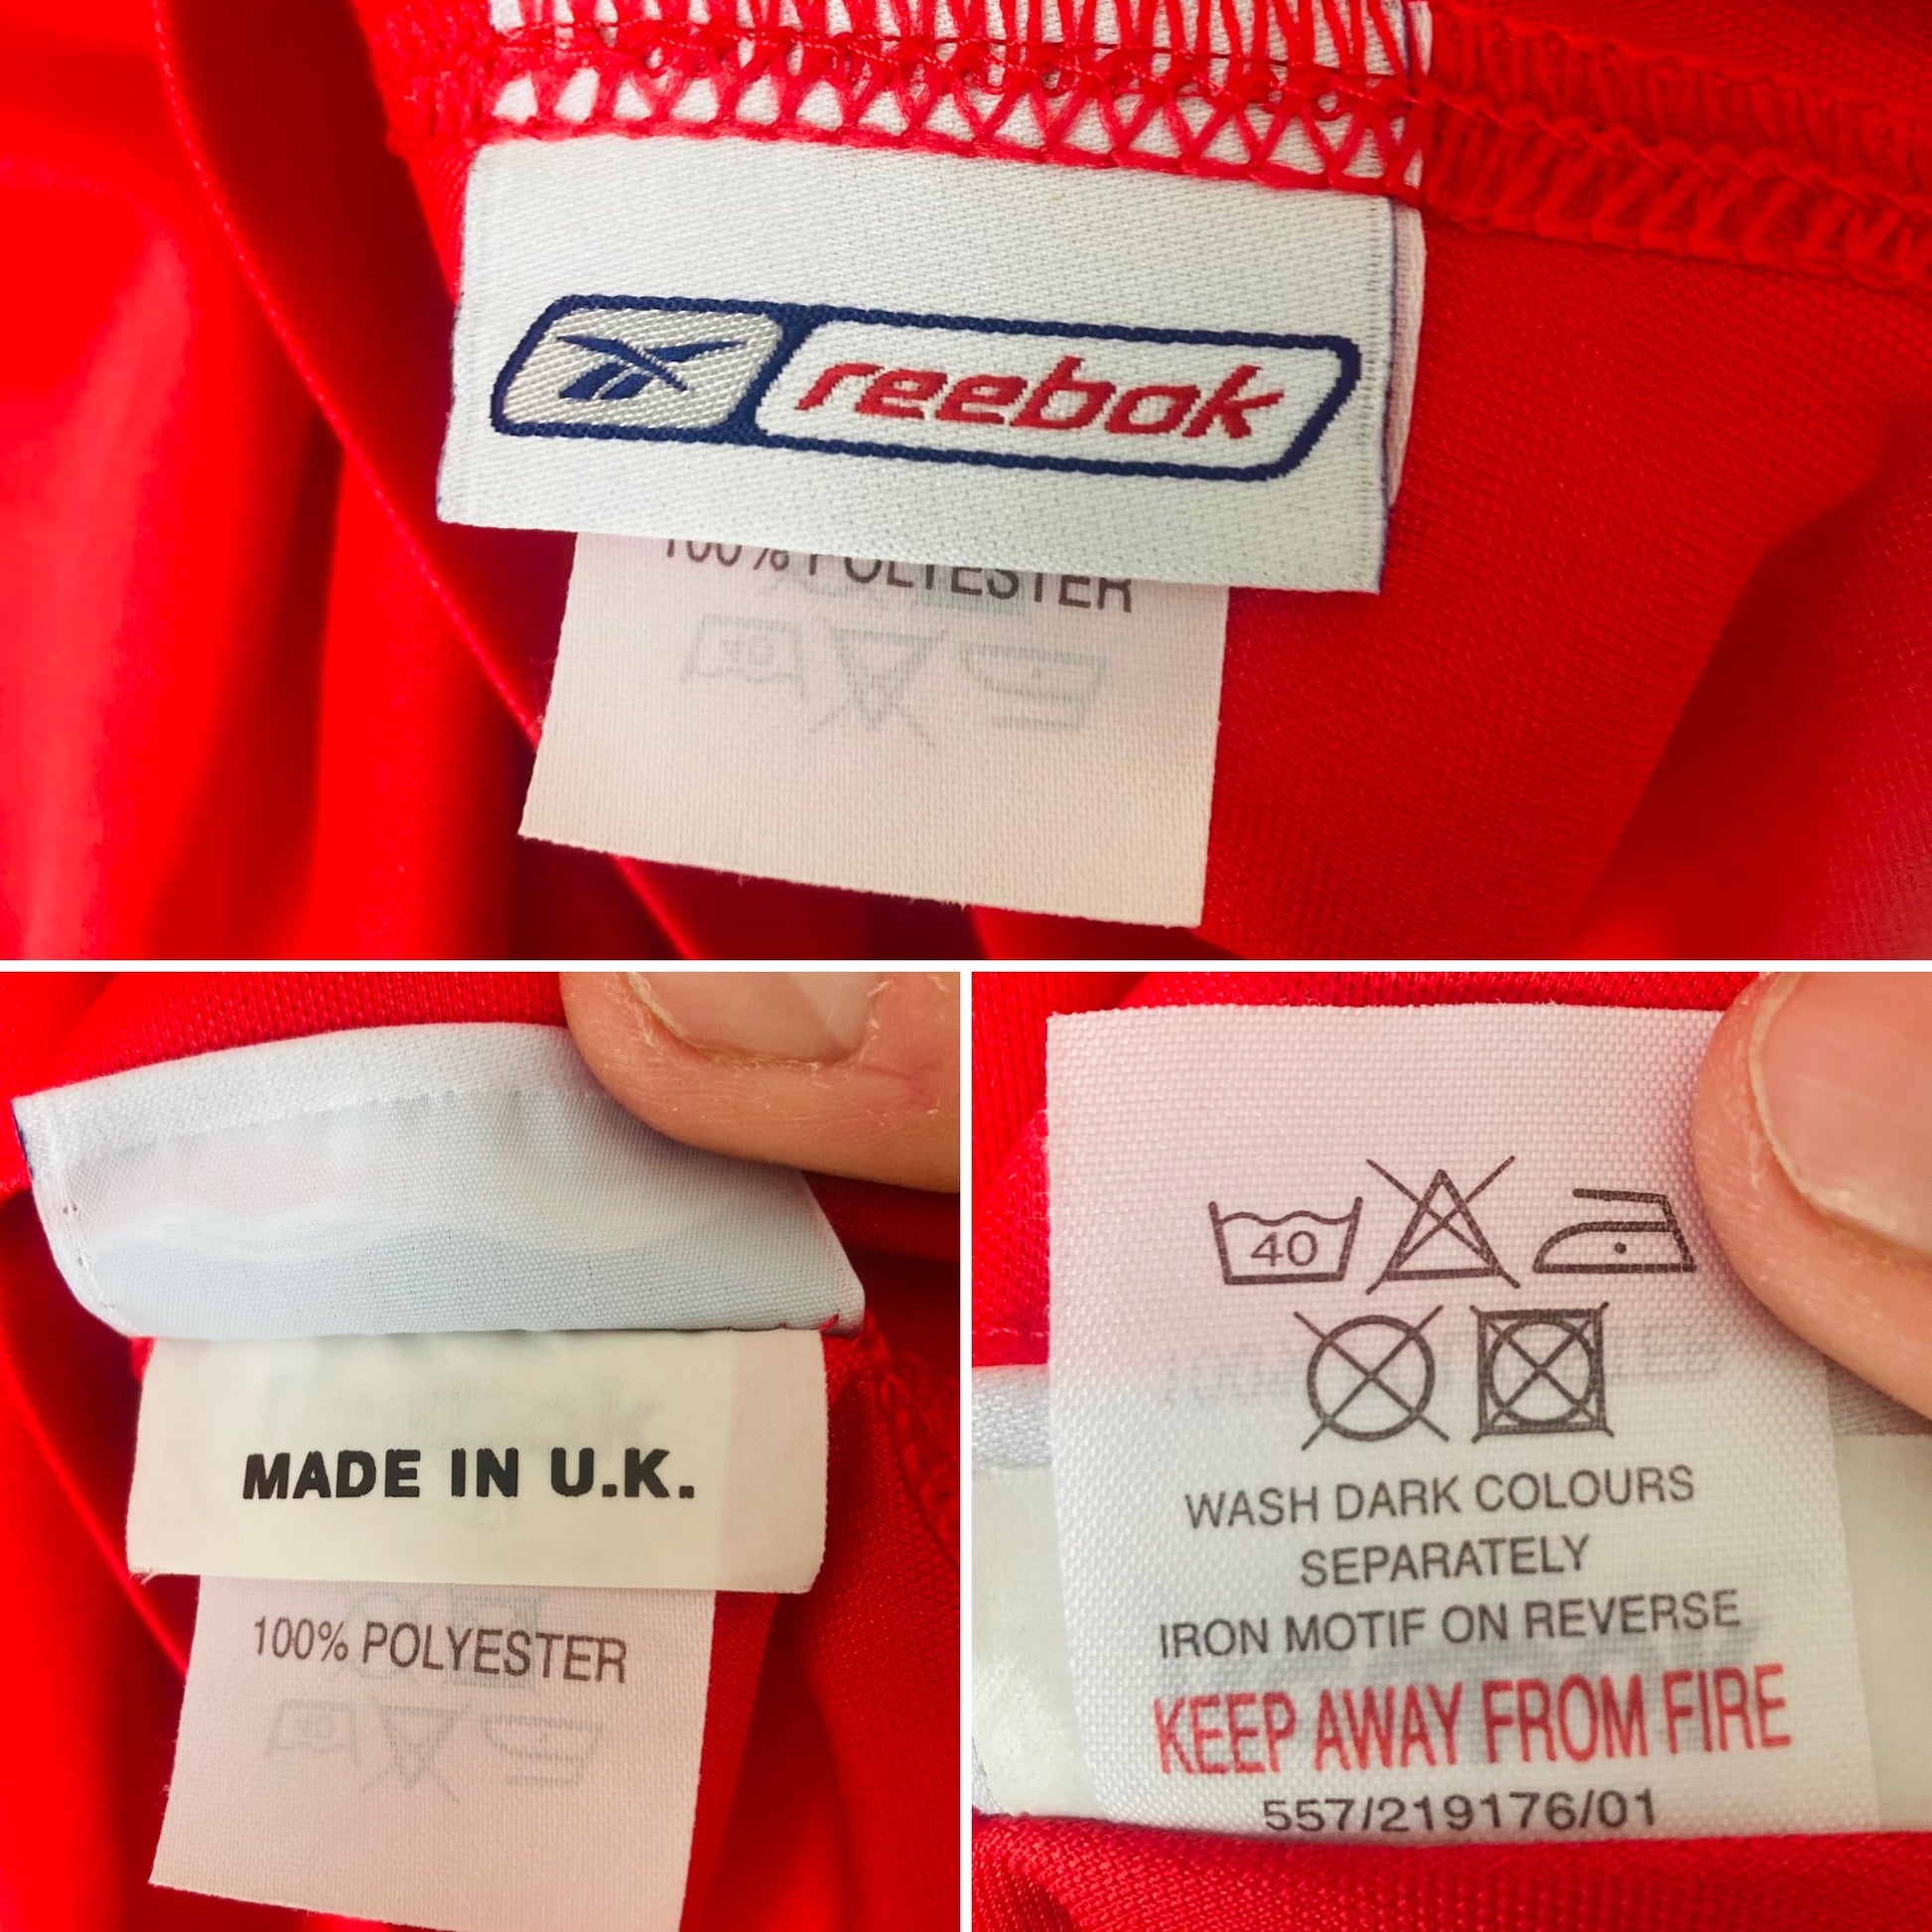 reebok
100% POLYESTER
MADE IN U.K.
100% POLYESTER
40
WASH DARK COLOURS
SEPARATELY
IRON MOTIF ON REVERSE
KEEP AWAY FROM FIRE
557/219176/01